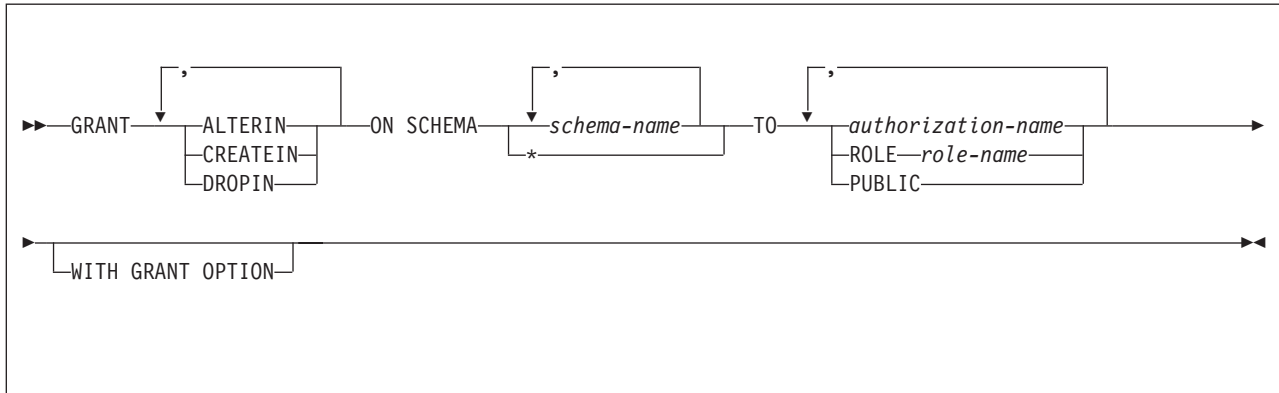 , , ,
GRANT ALTERIN ON SCHEMA schema-name TO authorization-name
CREATEIN * ROLE role-name
DROPIN PUBLIC
WITH GRANT OPTION